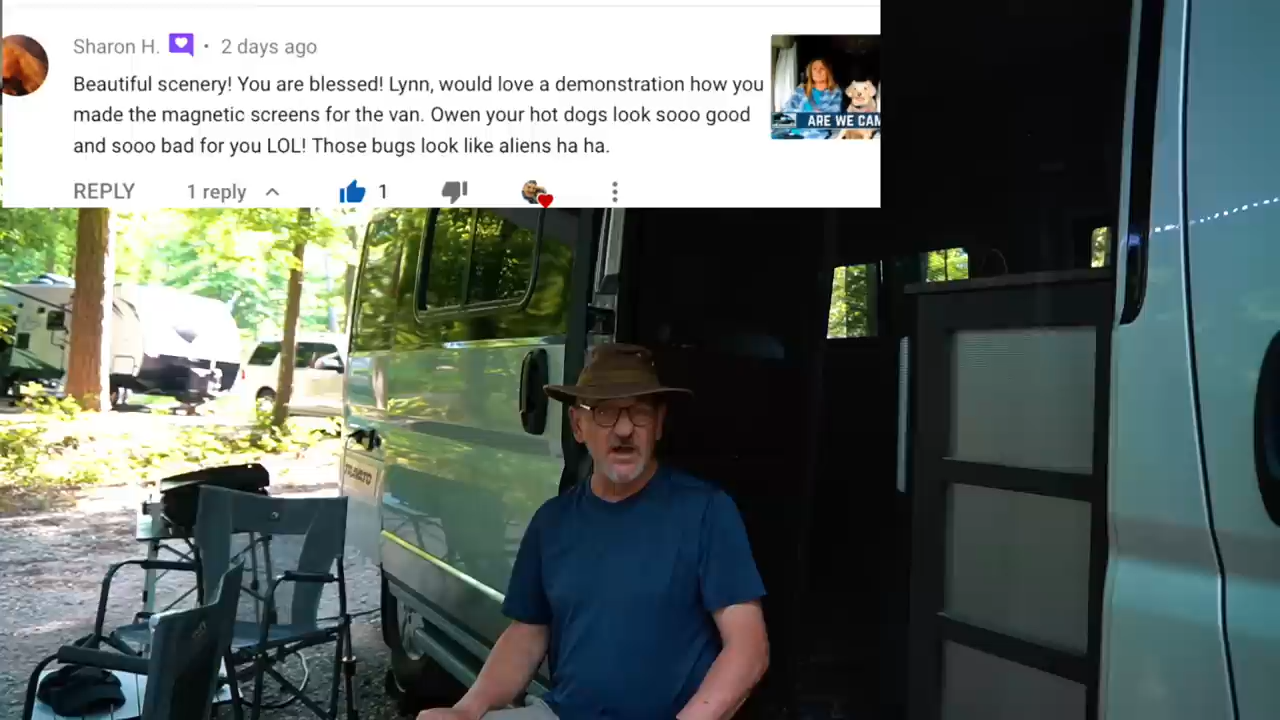 Sharon H. • 2 days ago
Beautiful scenery! You are blessed! Lynn, would love a demonstration how you
made the magnetic screens for the van. Owen your hot dogs look sooo good
and sooo bad for you LOL! Those bugs look like aliens ha ha.
ARE WE CAM
REPLY 1 reply 1